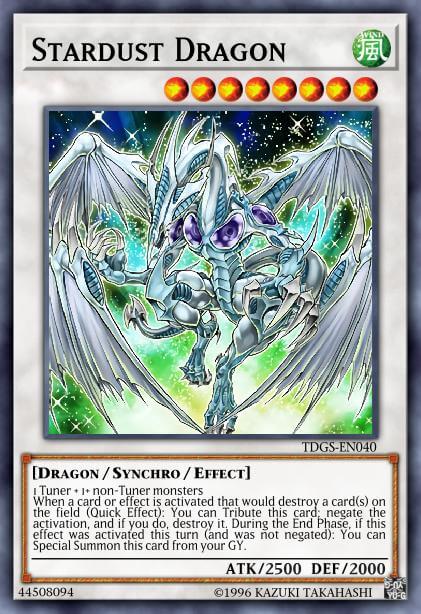 STARDUST DRAGON
WIND
風
TDGS-EN040
[DRAGON / SYNCHRO / EFFECT]
1 Tuner + 1+ non-Tuner monsters
When a card or effect is activated that would destroy a card(s) on
the field (Quick Effect): You can Tribute this card; negate the
activation, and if you do, destroy it. During the End Phase, if this
effect was activated this turn (and was not negated): You can
Special Summon this card from your GY.
ATK/2500 DEF/2000
44508094
©1996 KAZUKI TAKAHASHI